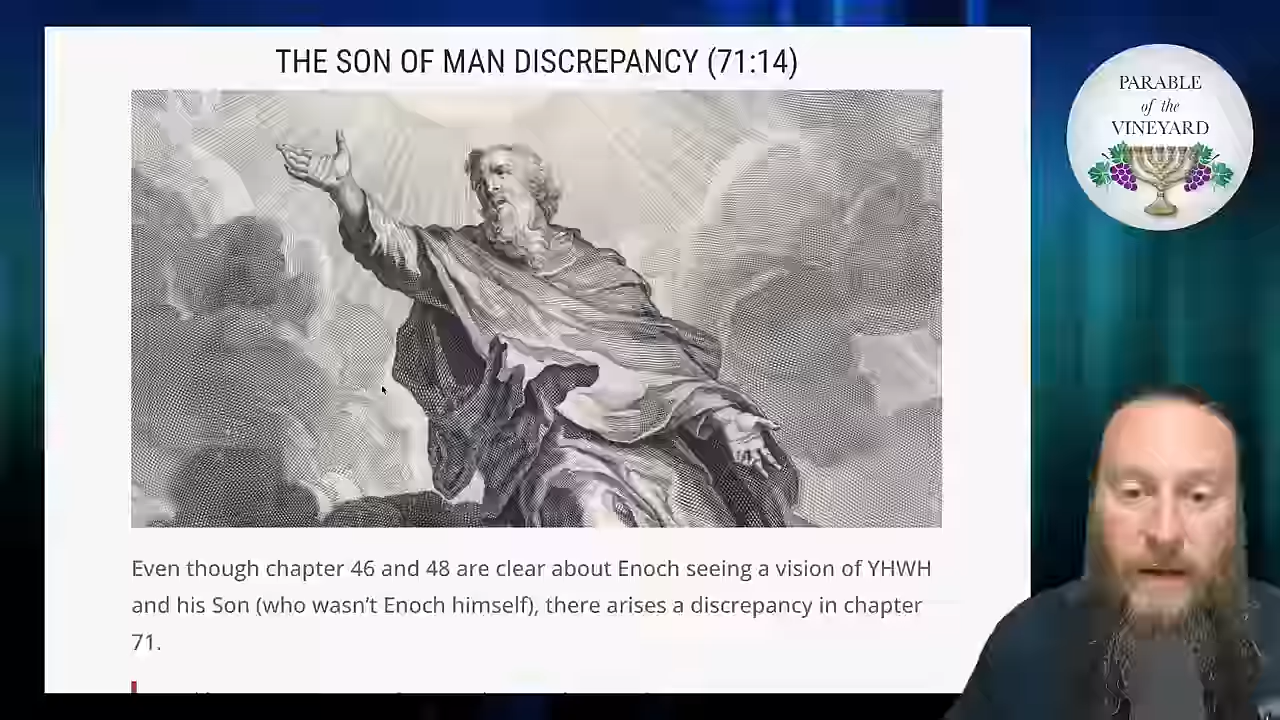 THE SON OF MAN DISCREPANCY (71:14)
PARABLE
of the
VINEYARD
Even though chapter 46 and 48 are clear about Enoch seeing a vision of YHWH
and his Son (who wasn’t Enoch himself), there arises a discrepancy in chapter
71.